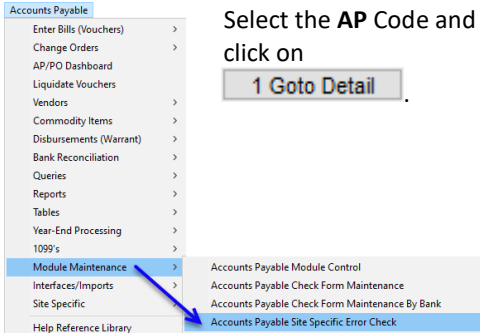 Accounts Payable
Enter Bills (Vouchers)
Change Orders
AP/PO Dashboard
Liquidate Vouchers
Vendors
Commodity Items
Disbursements (Warrant)
Bank Reconciliation
Queries
Reports
Tables
Year-End Processing
1099's
Module Maintenance
Interfaces/Imports
Site Specific
Help Reference Library
Accounts Payable Module Control
Accounts Payable Check Form Maintenance
Accounts Payable Check Form Maintenance By Bank
Accounts Payable Site Specific Error Check
Select the AP Code and
click on
1 Goto Detail .